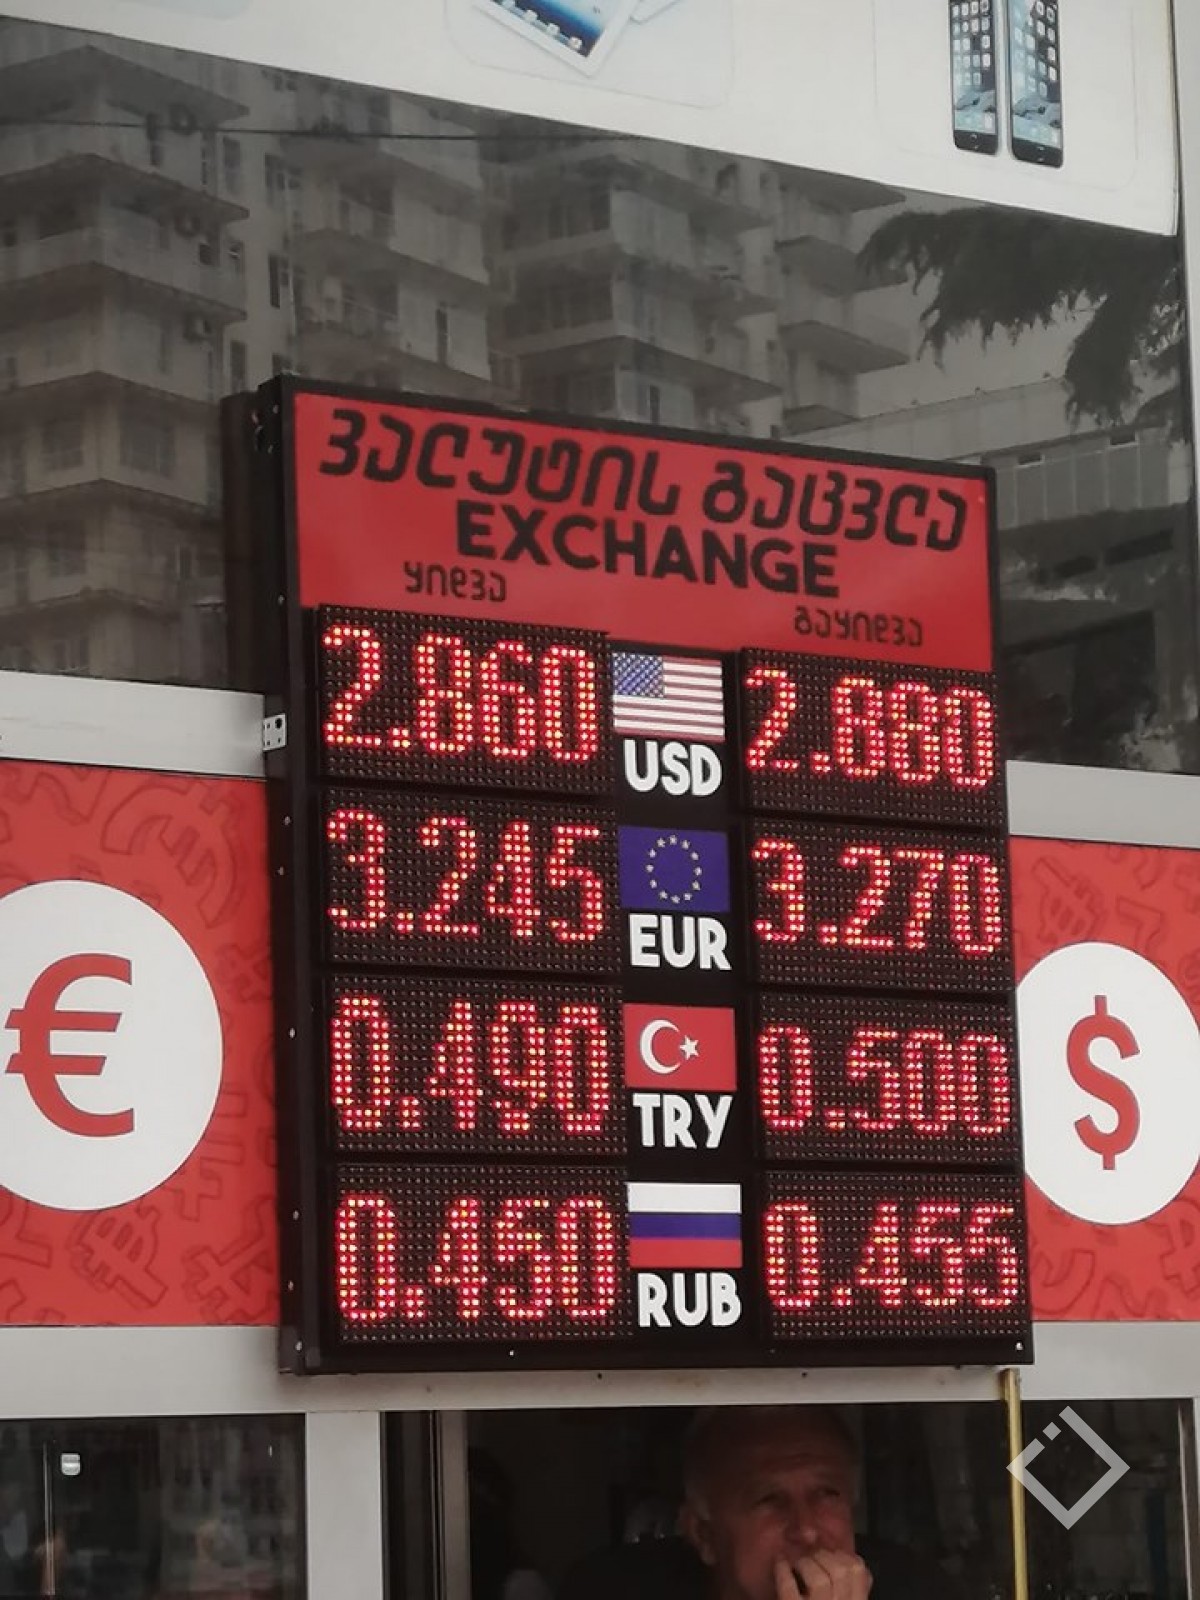 ვალუტის გაცვლა
EXCHANGE
ყიდვა გაყიდვა
2.860 USD 2.880
3.245 EUR 3.270
0.490 TRY 0.500
0.450 RUB 0.455
€ $